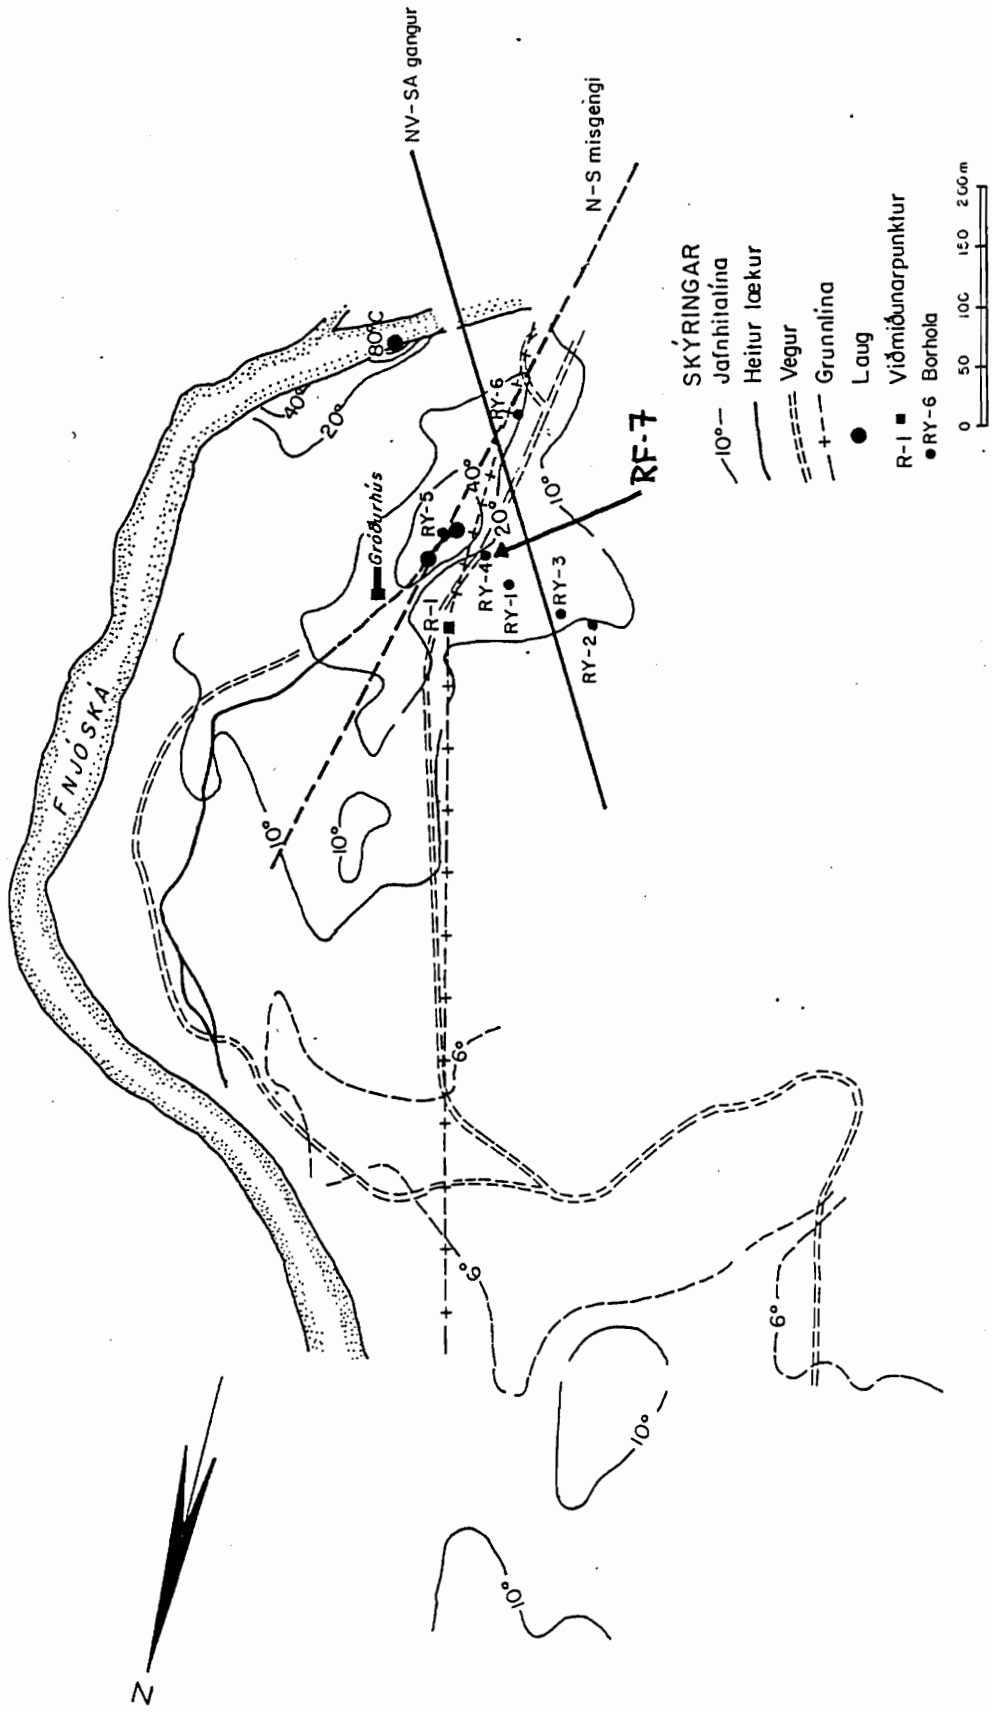 NV-SA gangur
N-S misgengi
FNJÓSKÁ
80°C
40°
20°
Gróðurhús
RY-6
RY-5
40°
20°
10°
RF-7
R-1
RY-4
RY-1
RY-3
RY-2
10°
10°
6°
6°
6°
10°
10°
N
SKÝRINGAR
10° Jafnhitalína
Heitur lækur
Vegur
Grunnlína
Laug
R-1 Viðmiðunarpunktur
RY-6 Borhola
0 50 100 150 200m